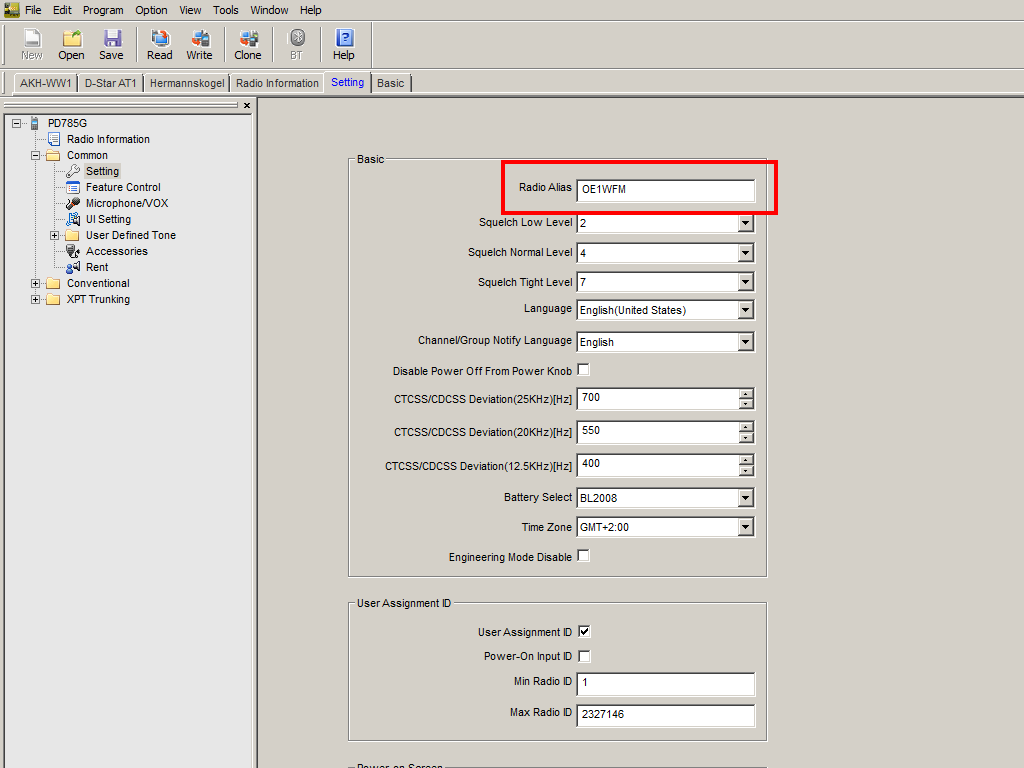 File Edit Program Option View Tools Window Help
New Open Save Read Write Clone BT Help
AKH-WW1 D-Star AT1 Hermannskogel Radio Information Setting Basic
PD785G
Radio Information
Common
Setting
Feature Control
Microphone/VOX
UI Setting
User Defined Tone
Accessories
Rent
Conventional
XPT Trunking
Basic
Radio Alias OE1WFM
Squelch Low Level 2
Squelch Normal Level 4
Squelch Tight Level 7
Language English(United States)
Channel/Group Notify Language English
Disable Power Off From Power Knob
CTCSS/CDCSS Deviation(25KHz)[Hz] 700
CTCSS/CDCSS Deviation(20KHz)[Hz] 550
CTCSS/CDCSS Deviation(12.5KHz)[Hz] 400
Battery Select BL2008
Time Zone GMT+2:00
Engineering Mode Disable
User Assignment ID
User Assignment ID
Power-On Input ID
Min Radio ID 1
Max Radio ID 2327146
Power-on Screen